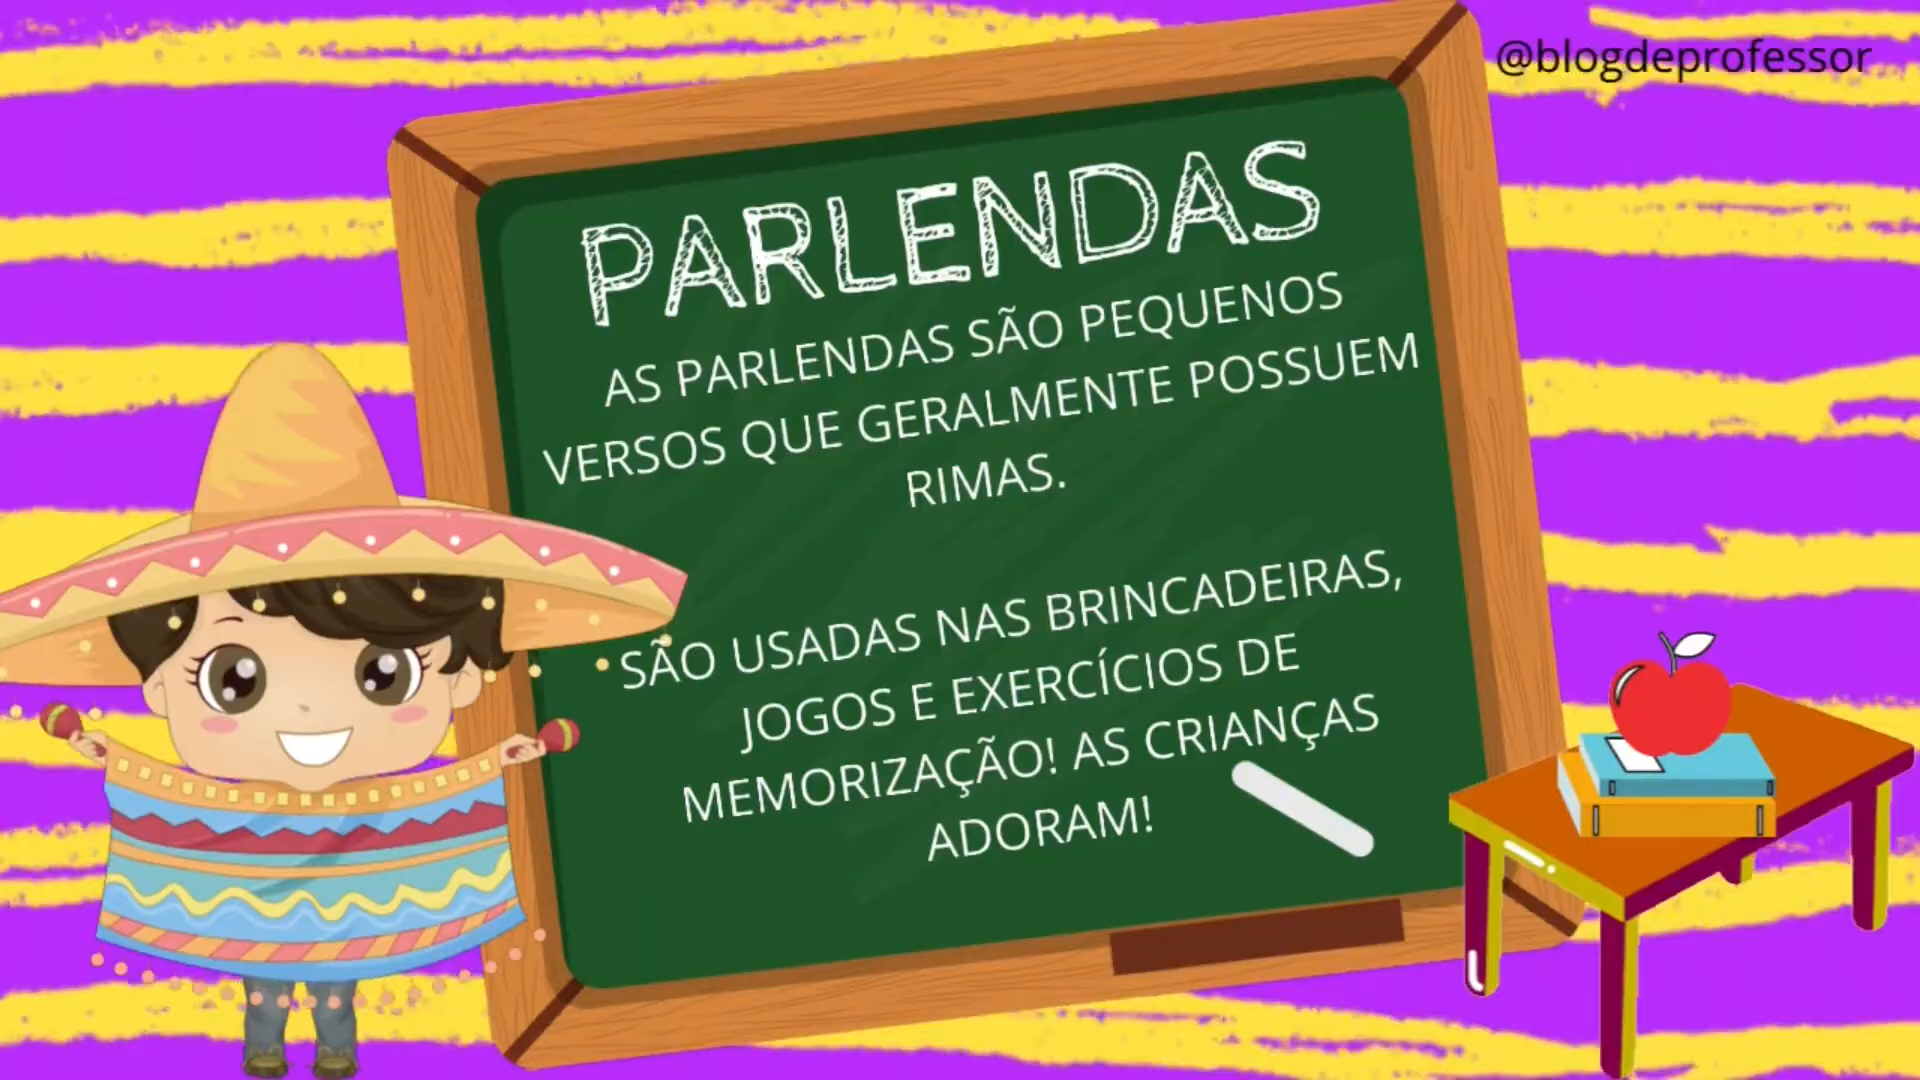 @blogdeprofessor
PARLENDAS
AS PARLENDAS SÃO PEQUENOS
VERSOS QUE GERALMENTE POSSUEM
RIMAS.
SÃO USADAS NAS BRINCADEIRAS,
JOGOS E EXERCÍCIOS DE
MEMORIZAÇÃO! AS CRIANÇAS
ADORAM!